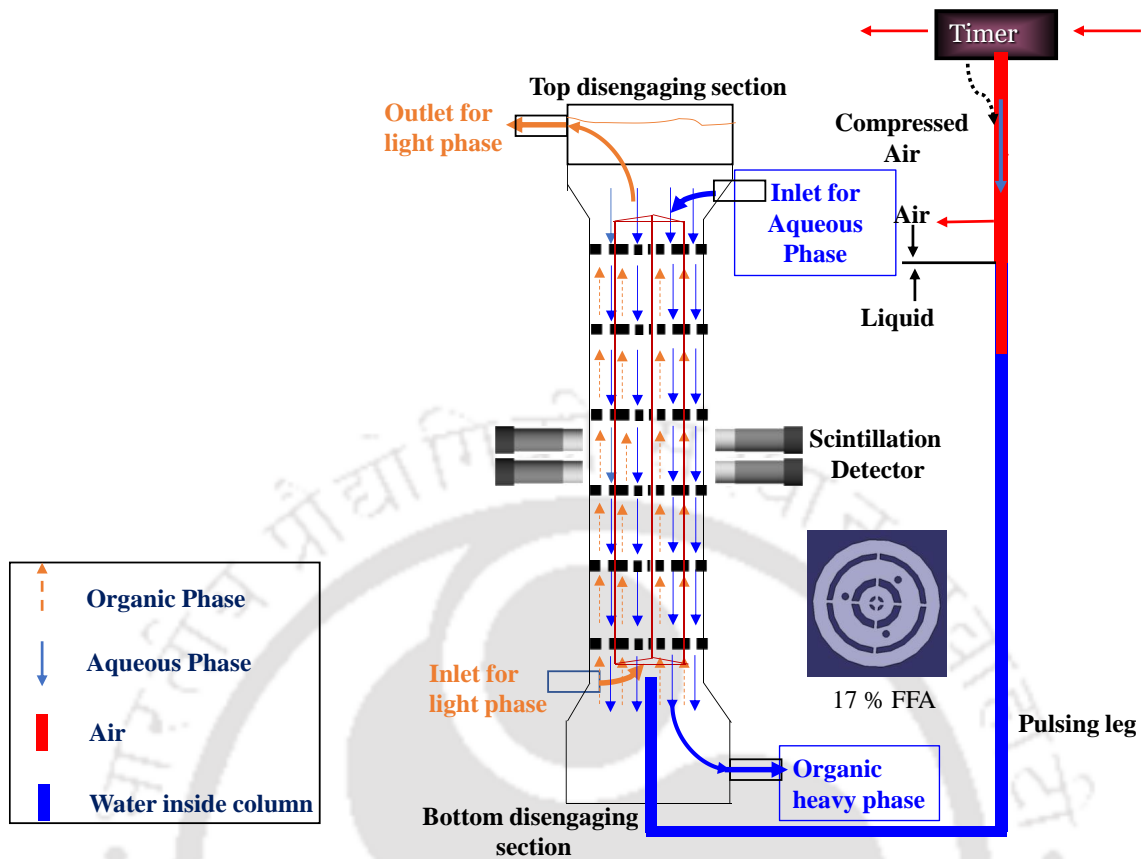 Timer
Top disengaging section
Outlet for
light phase
Compressed
Air
Inlet for
Aqueous
Phase
Air
Liquid
Scintillation
Detector
Organic Phase
Aqueous Phase
Air
Water inside column
Inlet for
light phase
17 % FFA
Pulsing leg
Organic
heavy phase
Bottom disengaging
section